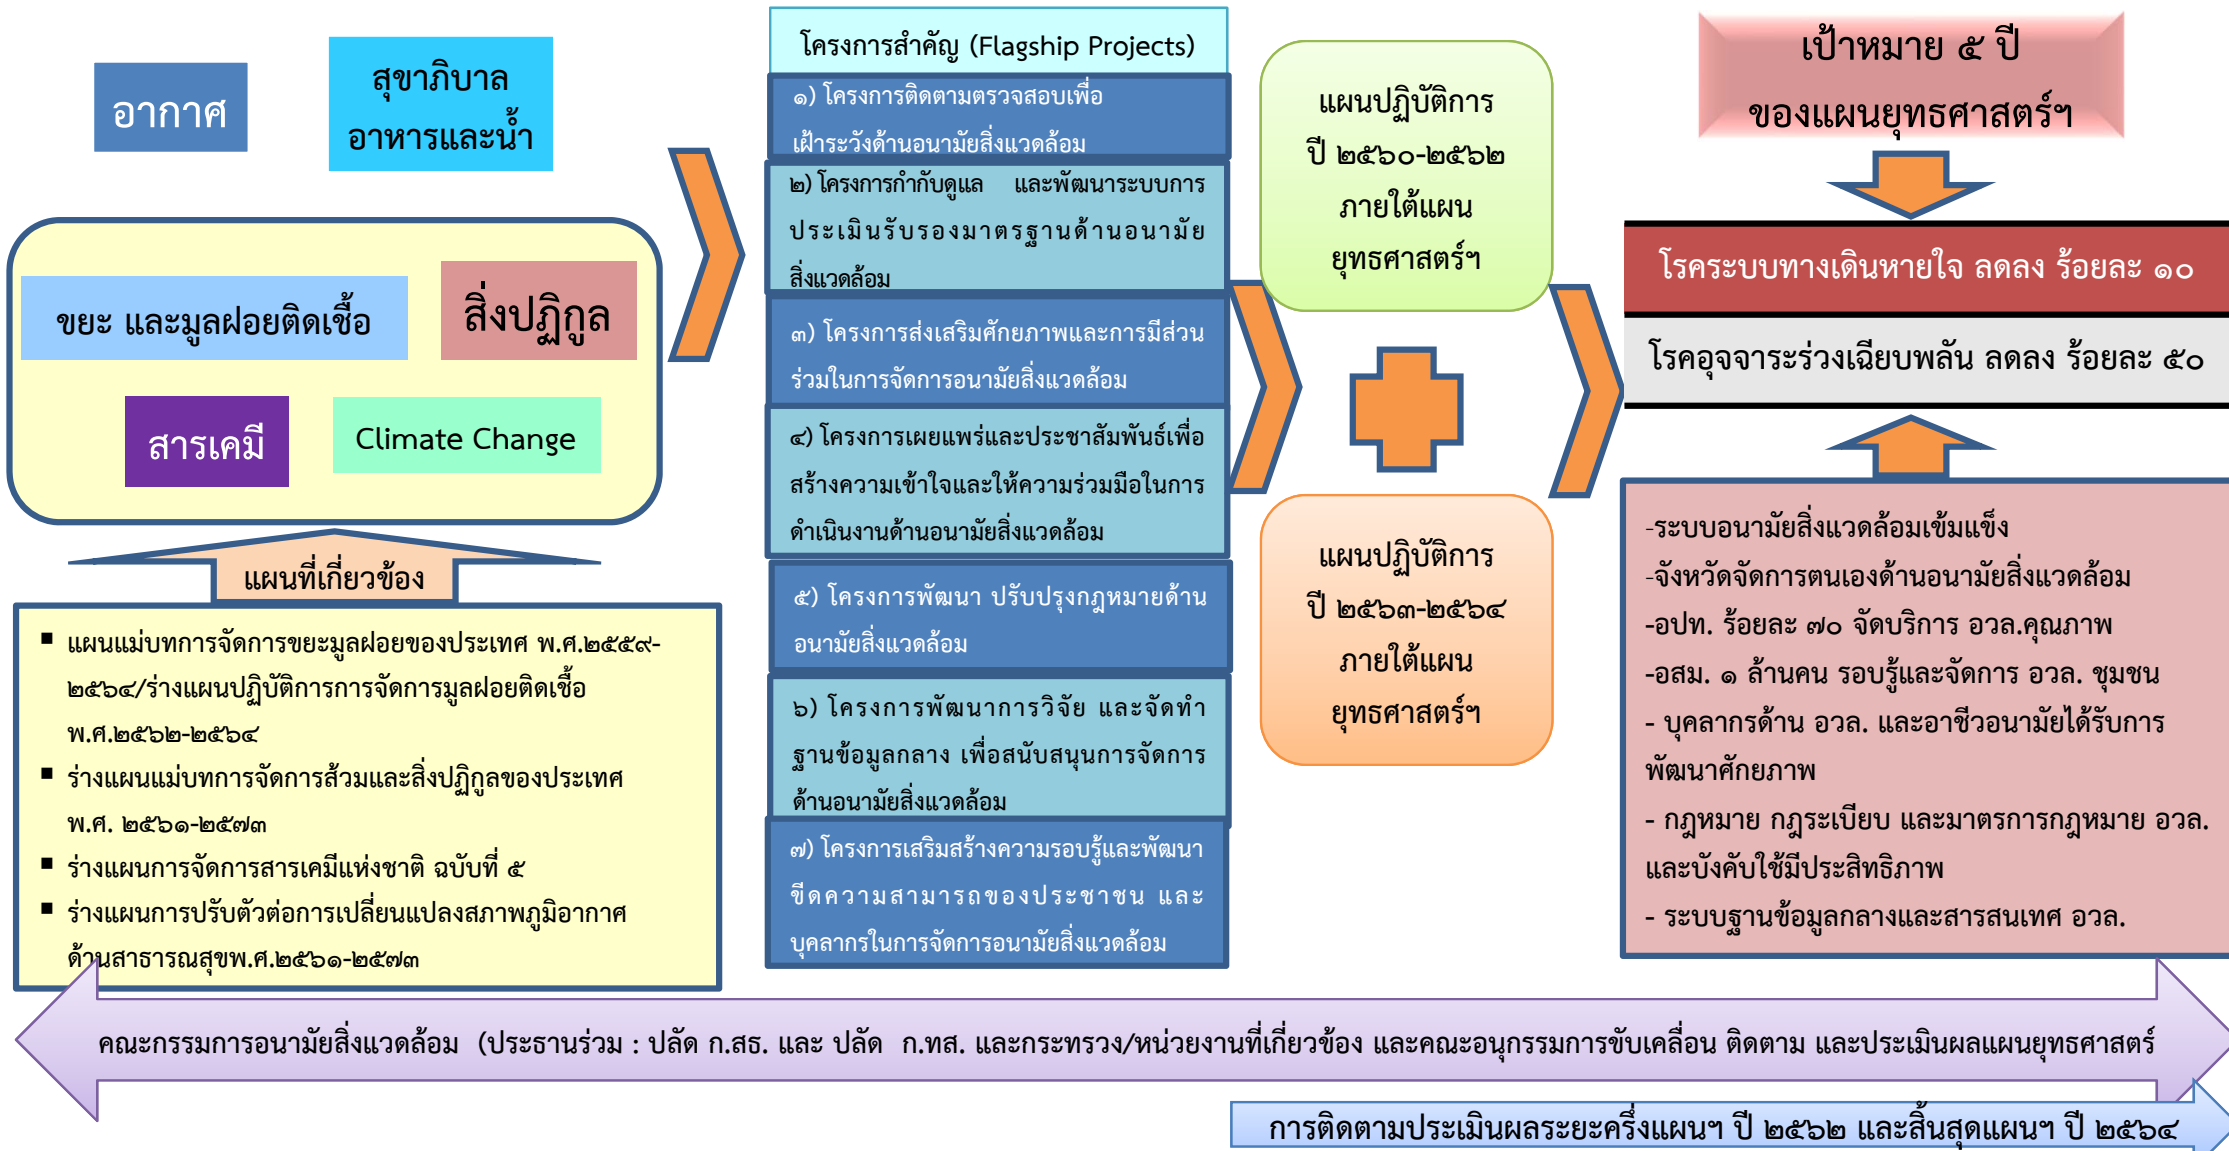 อากาศ
สุขาภิบาล
อาหารและน้ำ
ขยะ และมูลฝอยติดเชื้อ
สิ่งปฏิกูล
สารเคมี
Climate Change
แผนที่เกี่ยวข้อง
▪ แผนแม่บทการจัดการขยะมูลฝอยของประเทศ พ.ศ.๒๕๕๙-
๒๕๖๔/ร่างแผนปฏิบัติการการจัดการมูลฝอยติดเชื้อ
พ.ศ.๒๕๖๒-๒๕๖๔
▪ ร่างแผนแม่บทการจัดการส้วมและสิ่งปฏิกูลของประเทศ
พ.ศ. ๒๕๖๑-๒๕๗๓
▪ ร่างแผนการจัดการสารเคมีแห่งชาติ ฉบับที่ ๕
▪ ร่างแผนการปรับตัวต่อการเปลี่ยนแปลงสภาพภูมิอากาศ
ด้านสาธารณสุขพ.ศ.๒๕๖๑-๒๕๗๓
โครงการสำคัญ (Flagship Projects)
๑) โครงการติดตามตรวจสอบเพื่อ
เฝ้าระวังด้านอนามัยสิ่งแวดล้อม
๒) โครงการกำกับดูแล และพัฒนาระบบการ
ประเมินรับรองมาตรฐานด้านอนามัย
สิ่งแวดล้อม
๓) โครงการส่งเสริมศักยภาพและการมีส่วน
ร่วมในการจัดการอนามัยสิ่งแวดล้อม
๔) โครงการเผยแพร่และประชาสัมพันธ์เพื่อ
สร้างความเข้าใจและให้ความร่วมมือในการ
ดำเนินงานด้านอนามัยสิ่งแวดล้อม
๕) โครงการพัฒนา ปรับปรุงกฎหมายด้าน
อนามัยสิ่งแวดล้อม
๖) โครงการพัฒนาการวิจัย และจัดทำ
ฐานข้อมูลกลาง เพื่อสนับสนุนการจัดการ
ด้านอนามัยสิ่งแวดล้อม
๗) โครงการเสริมสร้างความรอบรู้และพัฒนา
ขีดความสามารถของประชาชน และ
บุคลากรในการจัดการอนามัยสิ่งแวดล้อม
แผนปฏิบัติการ
ปี ๒๕๖๐-๒๕๖๒
ภายใต้แผน
ยุทธศาสตร์ฯ
แผนปฏิบัติการ
ปี ๒๕๖๓-๒๕๖๔
ภายใต้แผน
ยุทธศาสตร์ฯ
เป้าหมาย ๕ ปี
ของแผนยุทธศาสตร์ฯ
โรคระบบทางเดินหายใจ ลดลง ร้อยละ ๑๐
โรคอุจจาระร่วงเฉียบพลัน ลดลง ร้อยละ ๕๐
-ระบบอนามัยสิ่งแวดล้อมเข้มแข็ง
-จังหวัดจัดการตนเองด้านอนามัยสิ่งแวดล้อม
-อปท. ร้อยละ ๗๐ จัดบริการ อวล.คุณภาพ
-อสม. ๑ ล้านคน รอบรู้และจัดการ อวล. ชุมชน
- บุคลากรด้าน อวล. และอาชีวอนามัยได้รับการ
พัฒนาศักยภาพ
- กฎหมาย กฎระเบียบ และมาตรการกฎหมาย อวล.
และบังคับใช้มีประสิทธิภาพ
- ระบบฐานข้อมูลกลางและสารสนเทศ อวล.
คณะกรรมการอนามัยสิ่งแวดล้อม (ประธานร่วม : ปลัด ก.สธ. และ ปลัด ก.ทส. และกระทรวง/หน่วยงานที่เกี่ยวข้อง และคณะอนุกรรมการขับเคลื่อน ติดตาม และประเมินผลแผนยุทธศาสตร์
การติดตามประเมินผลระยะครึ่งแผนฯ ปี ๒๕๖๒ และสิ้นสุดแผนฯ ปี ๒๕๖๔